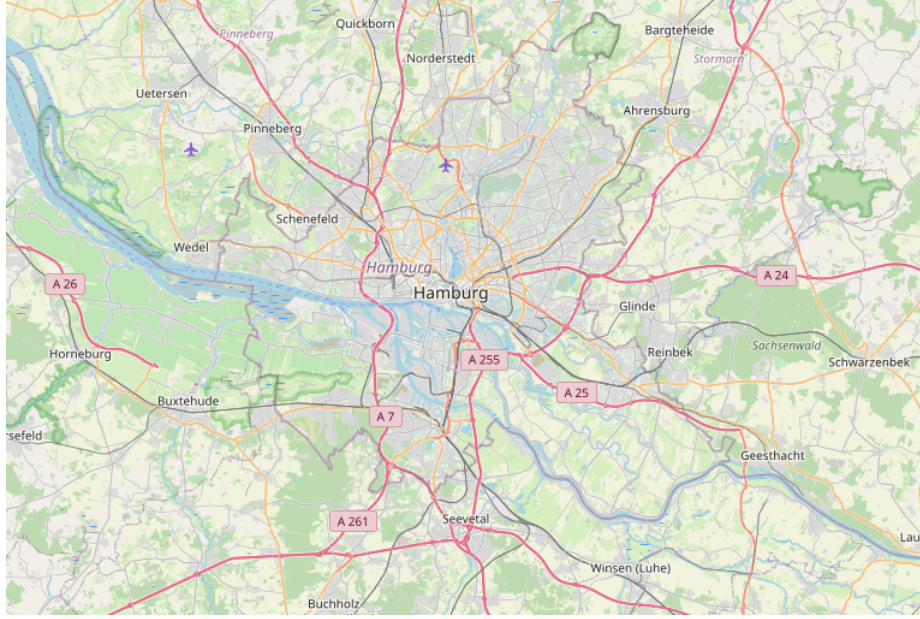 Quickborn
Bargteheide
Pinneberg
Norderstedt
Stormarn
Uetersen
Ahrensburg
Pinneberg
Schenefeld
Wedel
Hamburg
A 24
A 26
Hamburg
Glinde
Sachsenwald
Horneburg
Reinbek
A 255
Schwarzenbek
A 25
Buxtehude
A 7
rsefeld
Geesthacht
Seevetal
A 261
Lau
Winsen (Luhe)
Buchholz